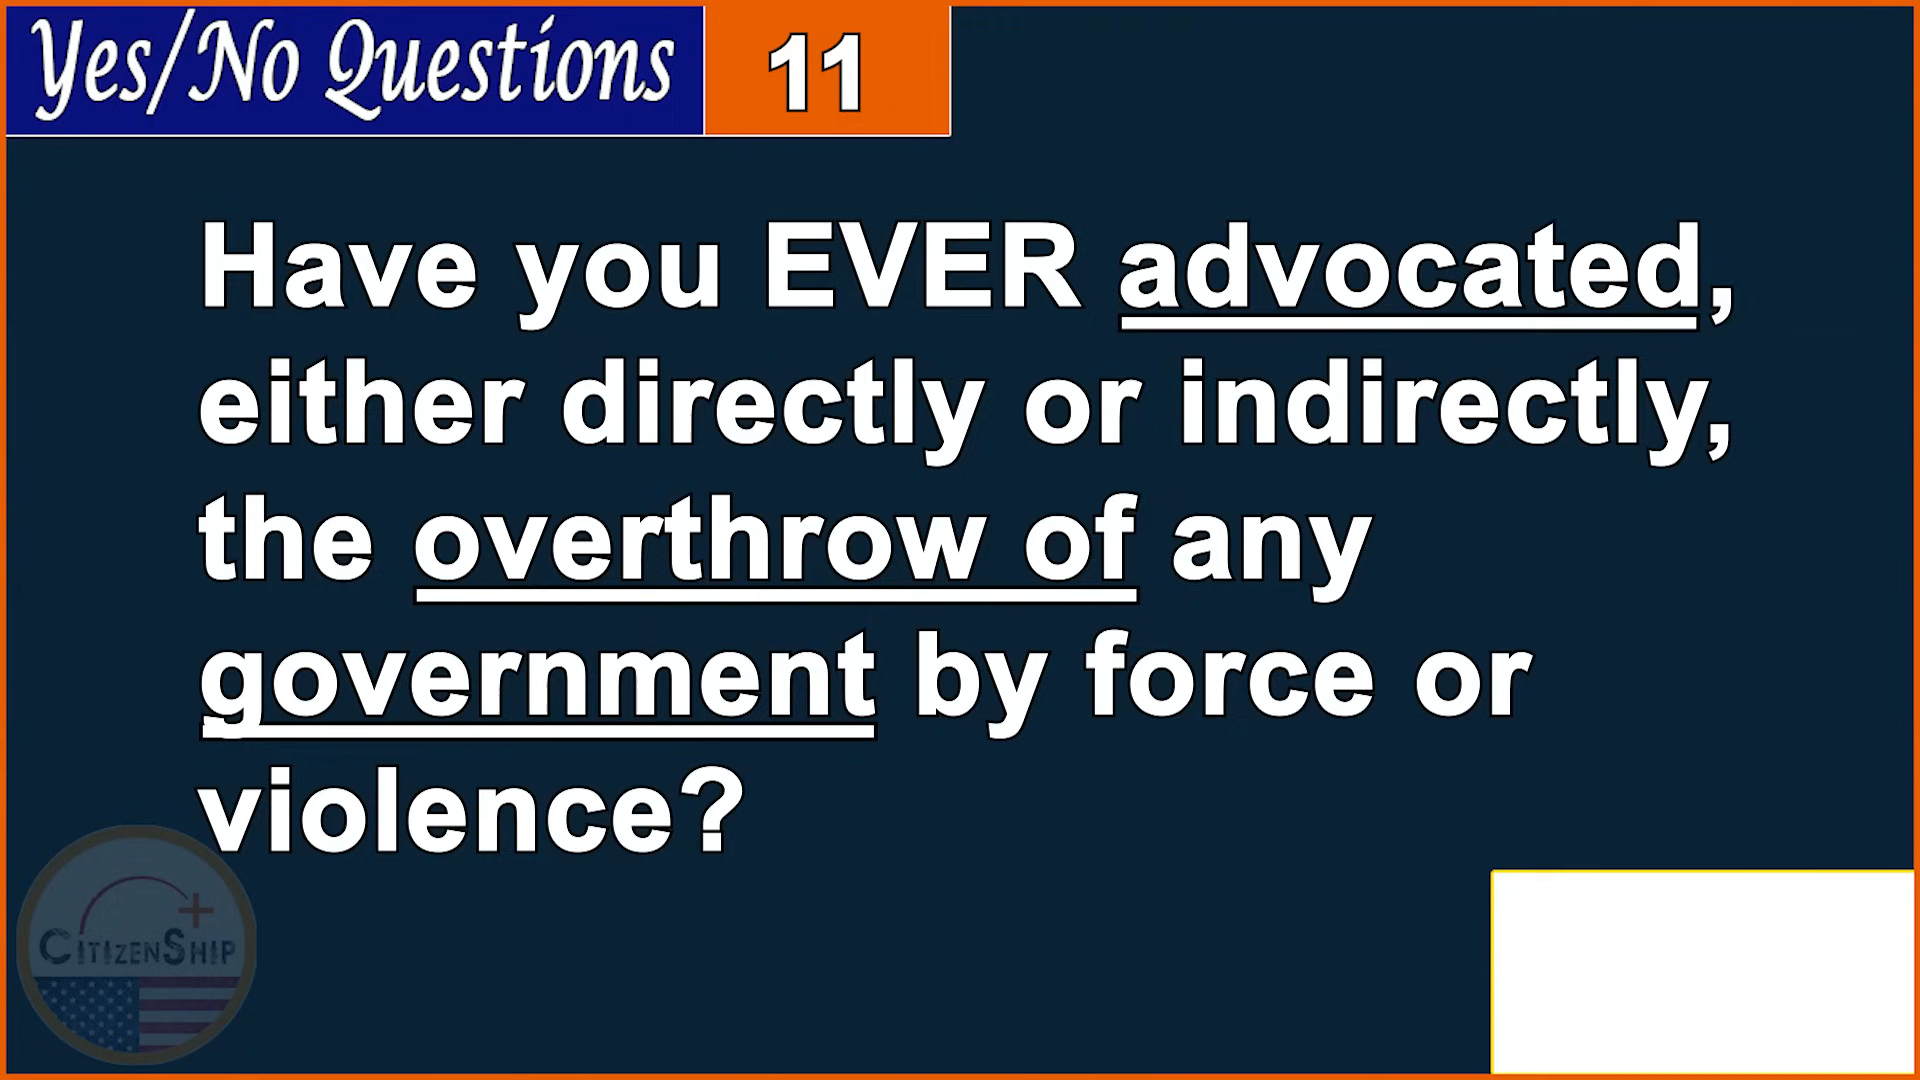 Yes/No Questions
11
Have you EVER advocated,
either directly or indirectly,
the overthrow of any
government by force or
violence?
CITIZENSHIP